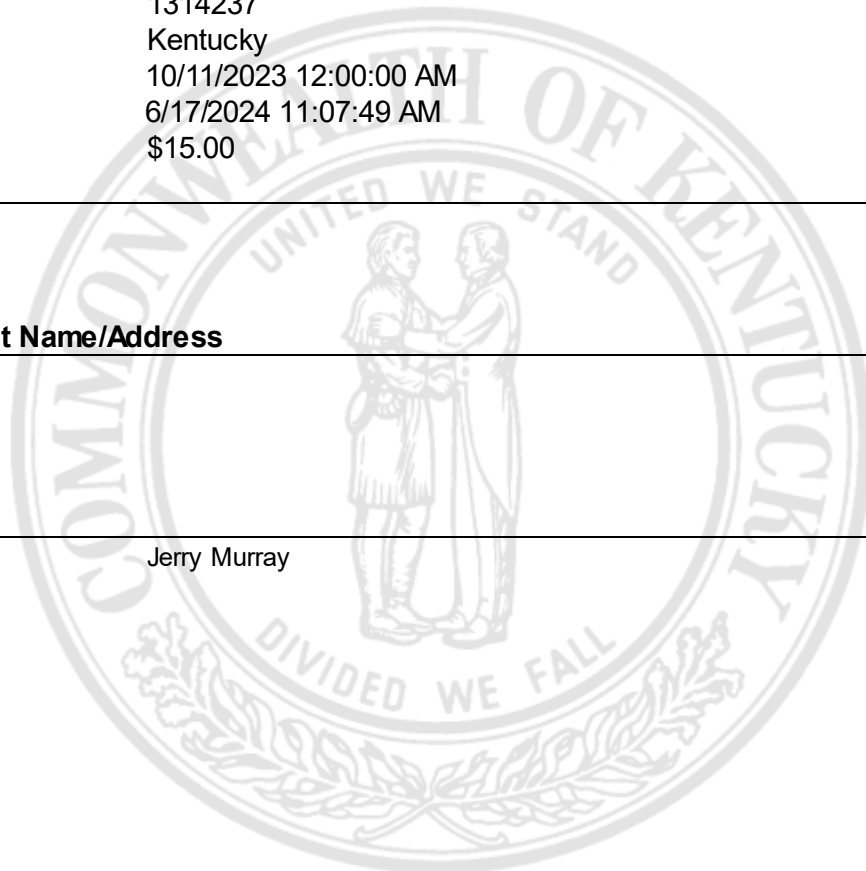 1314237
Kentucky
10/11/2023 12:00:00 AM
6/17/2024 11:07:49 AM
$15.00
COMMONWEALTH OF KENTUCKY
UNITED WE STAND
t Name/Address
Jerry Murray
DIVIDED WE FALL